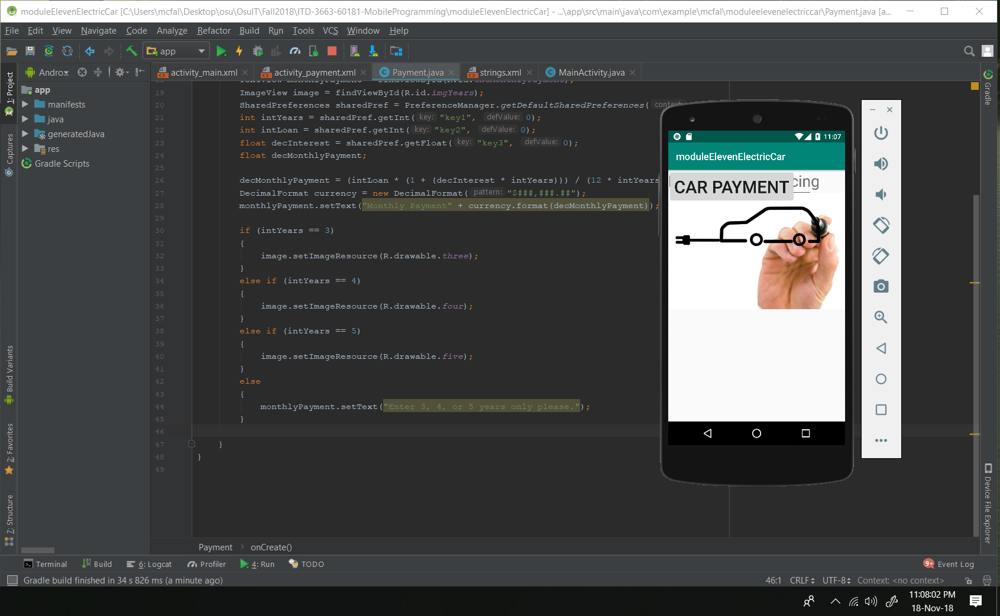 moduleElevenElectricCar [C:\Users\mcfal\Desktop\osu\OsuIT\Fall2018\ITD-3663-60181-MobileProgramming\moduleElevenElectricCar] - ...\app\src\main\java\com\example\mcfal\moduleelevenelectriccar\Payment.java [a...
File Edit View Navigate Code Analyze Refactor Build Run Tools VCS Window Help
app
1: Project
Captures
Build Variants
2: Favorites
7: Structure
Andro...
app
manifests
java
generatedJava
res
Gradle Scripts
activity_main.xml activity_payment.xml Payment.java strings.xml MainActivity.java
19 ImageView image = findViewById(R.id.imgYears);
20 SharedPreferences sharedPref = PreferenceManager.getDefaultSharedPreferences( context:
21 int intYears = sharedPref.getInt( key: "key1", defValue: 0);
22 int intLoan = sharedPref.getInt( key: "key2", defValue: 0);
23 float decInterest = sharedPref.getFloat( key: "key3", defValue: 0);
24 float decMonthlyPayment;
25
26 decMonthlyPayment = (intLoan * (1 + (decInterest * intYears))) / (12 * intYears
27 DecimalFormat currency = new DecimalFormat( pattern: "$###,###.##");
28 monthlyPayment.setText("Monthly Payment" + currency.format(decMonthlyPayment));
29
30 if (intYears == 3)
31 {
32 image.setImageResource(R.drawable.three);
33 }
34 else if (intYears == 4)
35 {
36 image.setImageResource(R.drawable.four);
37 }
38 else if (intYears == 5)
39 {
40 image.setImageResource(R.drawable.five);
41 }
42 else
43 {
44 monthlyPayment.setText("Enter 3, 4, or 5 years only please.");
45 }
46
47 }
48 }
49
11:07
moduleElevenElectricCar
CAR PAYMENT cing
Gradle
Device File Explorer
Payment onCreate()
Terminal Build 6: Logcat Profiler 4: Run TODO 9+ Event Log
Gradle build finished in 34 s 826 ms (a minute ago) 46:1 CRLF UTF-8 Context: <no context>
11:08:02 PM
18-Nov-18